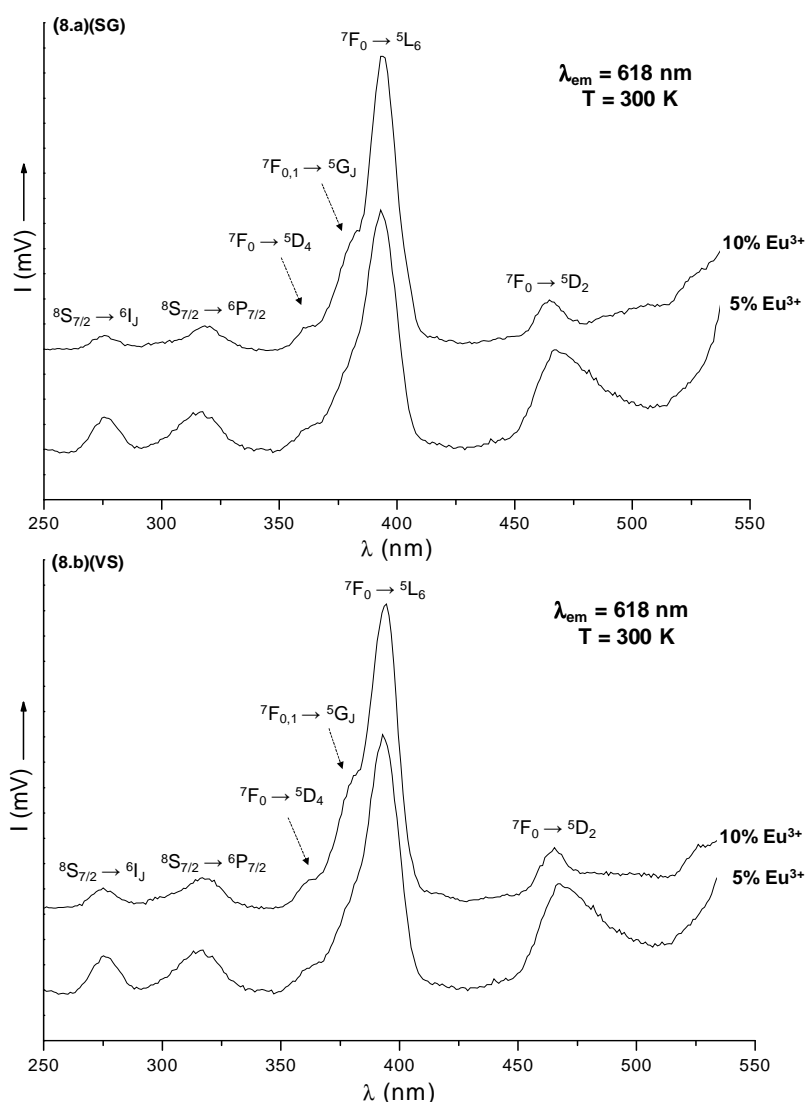 (8.a)(SG)
⁷F₀ → ⁵L₆
λem = 618 nm
T = 300 K
⁷F₀,₁ → ⁵GJ
⁷F₀ → ⁵D₄
10% Eu³⁺
⁷F₀ → ⁵D₂
5% Eu³⁺
⁸S₇/₂ → ⁶IJ
⁸S₇/₂ → ⁶P₇/₂
I (mV)
250 300 350 400 450 500 550
λ (nm)
(8.b)(VS)
⁷F₀ → ⁵L₆
λem = 618 nm
T = 300 K
⁷F₀,₁ → ⁵GJ
⁷F₀ → ⁵D₄
⁷F₀ → ⁵D₂
10% Eu³⁺
⁸S₇/₂ → ⁶IJ
⁸S₇/₂ → ⁶P₇/₂
5% Eu³⁺
I (mV)
250 300 350 400 450 500 550
λ (nm)